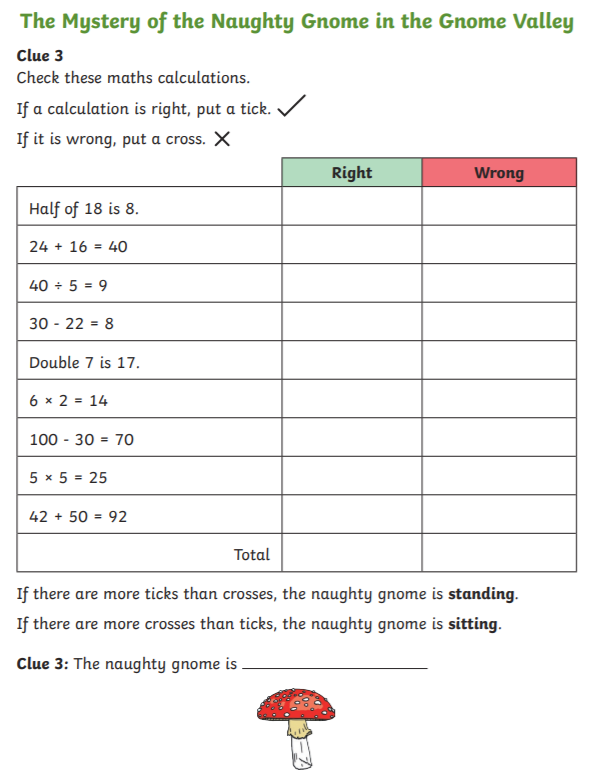 The Mystery of the Naughty Gnome in the Gnome Valley
Clue 3
Check these maths calculations.
If a calculation is right, put a tick. ✓
If it is wrong, put a cross. ✕
Right Wrong
Half of 18 is 8.
24 + 16 = 40
40 ÷ 5 = 9
30 - 22 = 8
Double 7 is 17.
6 × 2 = 14
100 - 30 = 70
5 × 5 = 25
42 + 50 = 92
Total
If there are more ticks than crosses, the naughty gnome is standing.
If there are more crosses than ticks, the naughty gnome is sitting.
Clue 3: The naughty gnome is